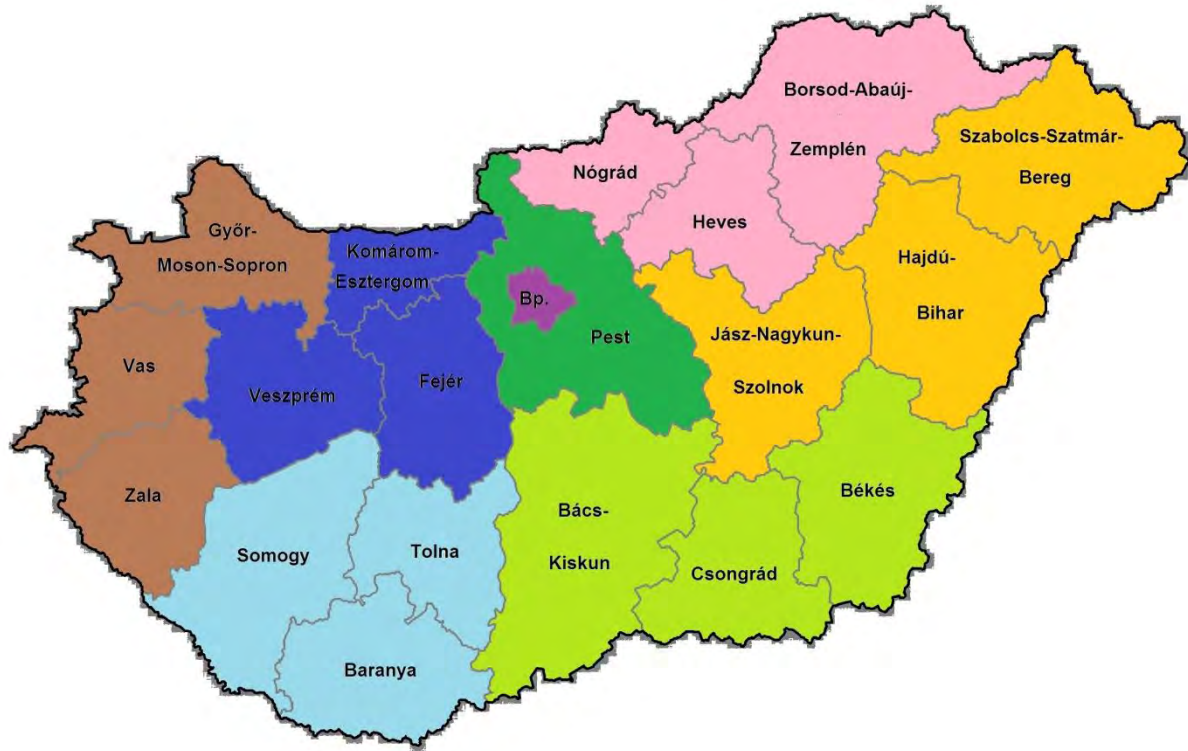 Borsod-Abaúj-
Zemplén
Szabolcs-Szatmár-
Bereg
Nógrád
Heves
Győr-
Moson-Sopron
Komárom-
Esztergom
Hajdú-
Bihar
Bp.
Pest
Jász-Nagykun-
Szolnok
Vas
Veszprém
Fejér
Zala
Békés
Somogy
Tolna
Bács-
Kiskun
Csongrád
Baranya